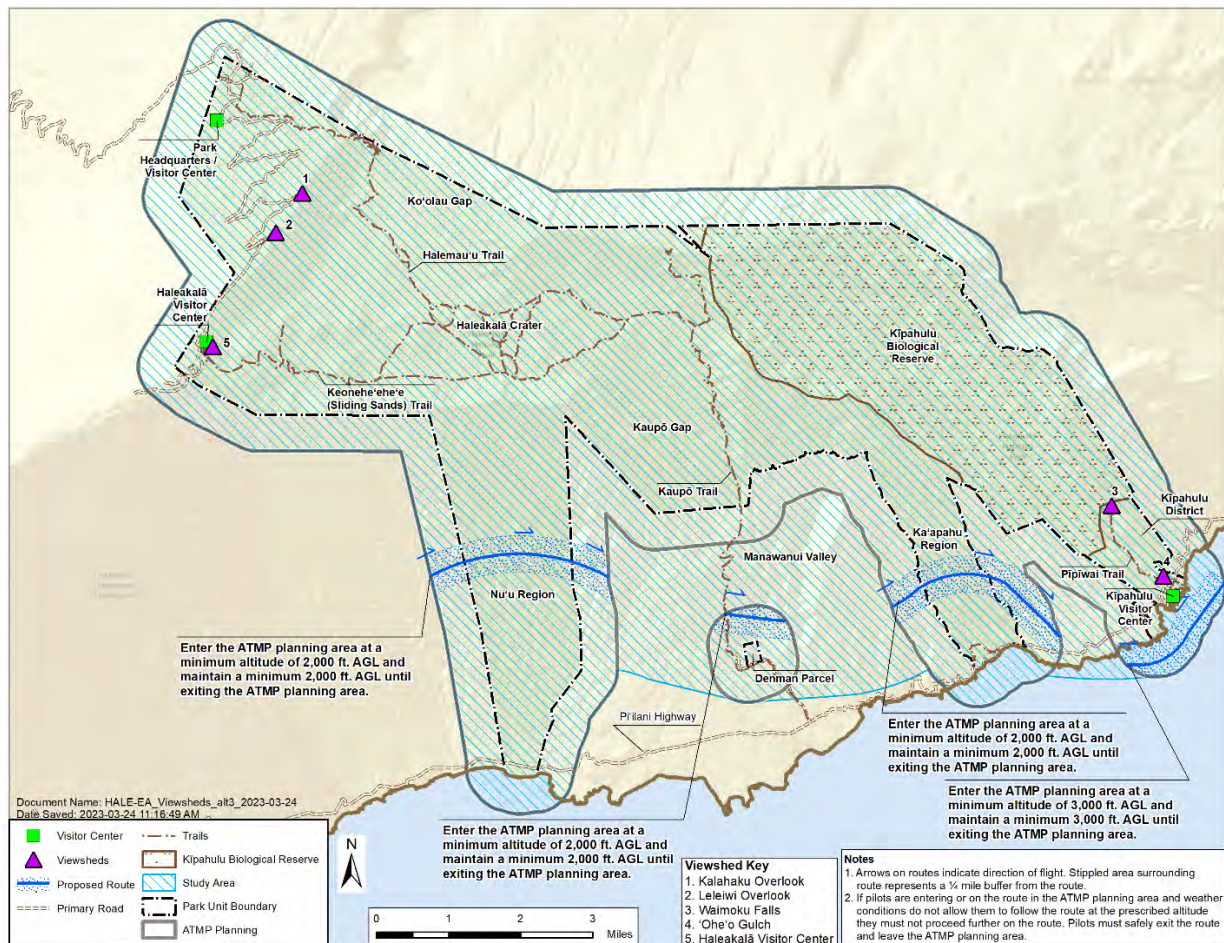 Park
Headquarters /
Visitor Center
1
2
Koʻolau Gap
Halemauʻu Trail
Haleakalā
Visitor
Center
5
Haleakalā Crater
Keoneheʻeheʻe
(Sliding Sands) Trail
Kīpahulu
Biological
Reserve
Kaupō Gap
Kaupō Trail
3
Kīpahulu
District
Kaʻapahu
Region
Manawanui Valley
Pīpīwai Trail
4
Kīpahulu
Visitor
Center
Nuʻu Region
Denman Parcel
Piʻilani Highway
Enter the ATMP planning area at a
minimum altitude of 2,000 ft. AGL and
maintain a minimum 2,000 ft. AGL until
exiting the ATMP planning area.
Enter the ATMP planning area at a
minimum altitude of 2,000 ft. AGL and
maintain a minimum 2,000 ft. AGL until
exiting the ATMP planning area.
Enter the ATMP planning area at a
minimum altitude of 3,000 ft. AGL and
maintain a minimum 3,000 ft. AGL until
exiting the ATMP planning area.
Enter the ATMP planning area at a
minimum altitude of 2,000 ft. AGL and
maintain a minimum 2,000 ft. AGL until
exiting the ATMP planning area.
Document Name: HALE-EA_Viewsheds_alt3_2023-03-24
Date Saved: 2023-03-24 11:16:49 AM
Visitor Center
Viewsheds
Proposed Route
Primary Road
Trails
Kīpahulu Biological Reserve
Study Area
Park Unit Boundary
ATMP Planning
N
0 1 2 3
Miles
Viewshed Key
1. Kalahaku Overlook
2. Leleiwi Overlook
3. Waimoku Falls
4. ʻOheʻo Gulch
5. Haleakalā Visitor Center
Notes
1. Arrows on routes indicate direction of flight. Stippled area surrounding
route represents a ¼ mile buffer from the route.
2. If pilots are entering or on the route in the ATMP planning area and weather
conditions do not allow them to follow the route at the prescribed altitude
they must not proceed further on the route. Pilots must safely exit the route
and leave the ATMP planning area.